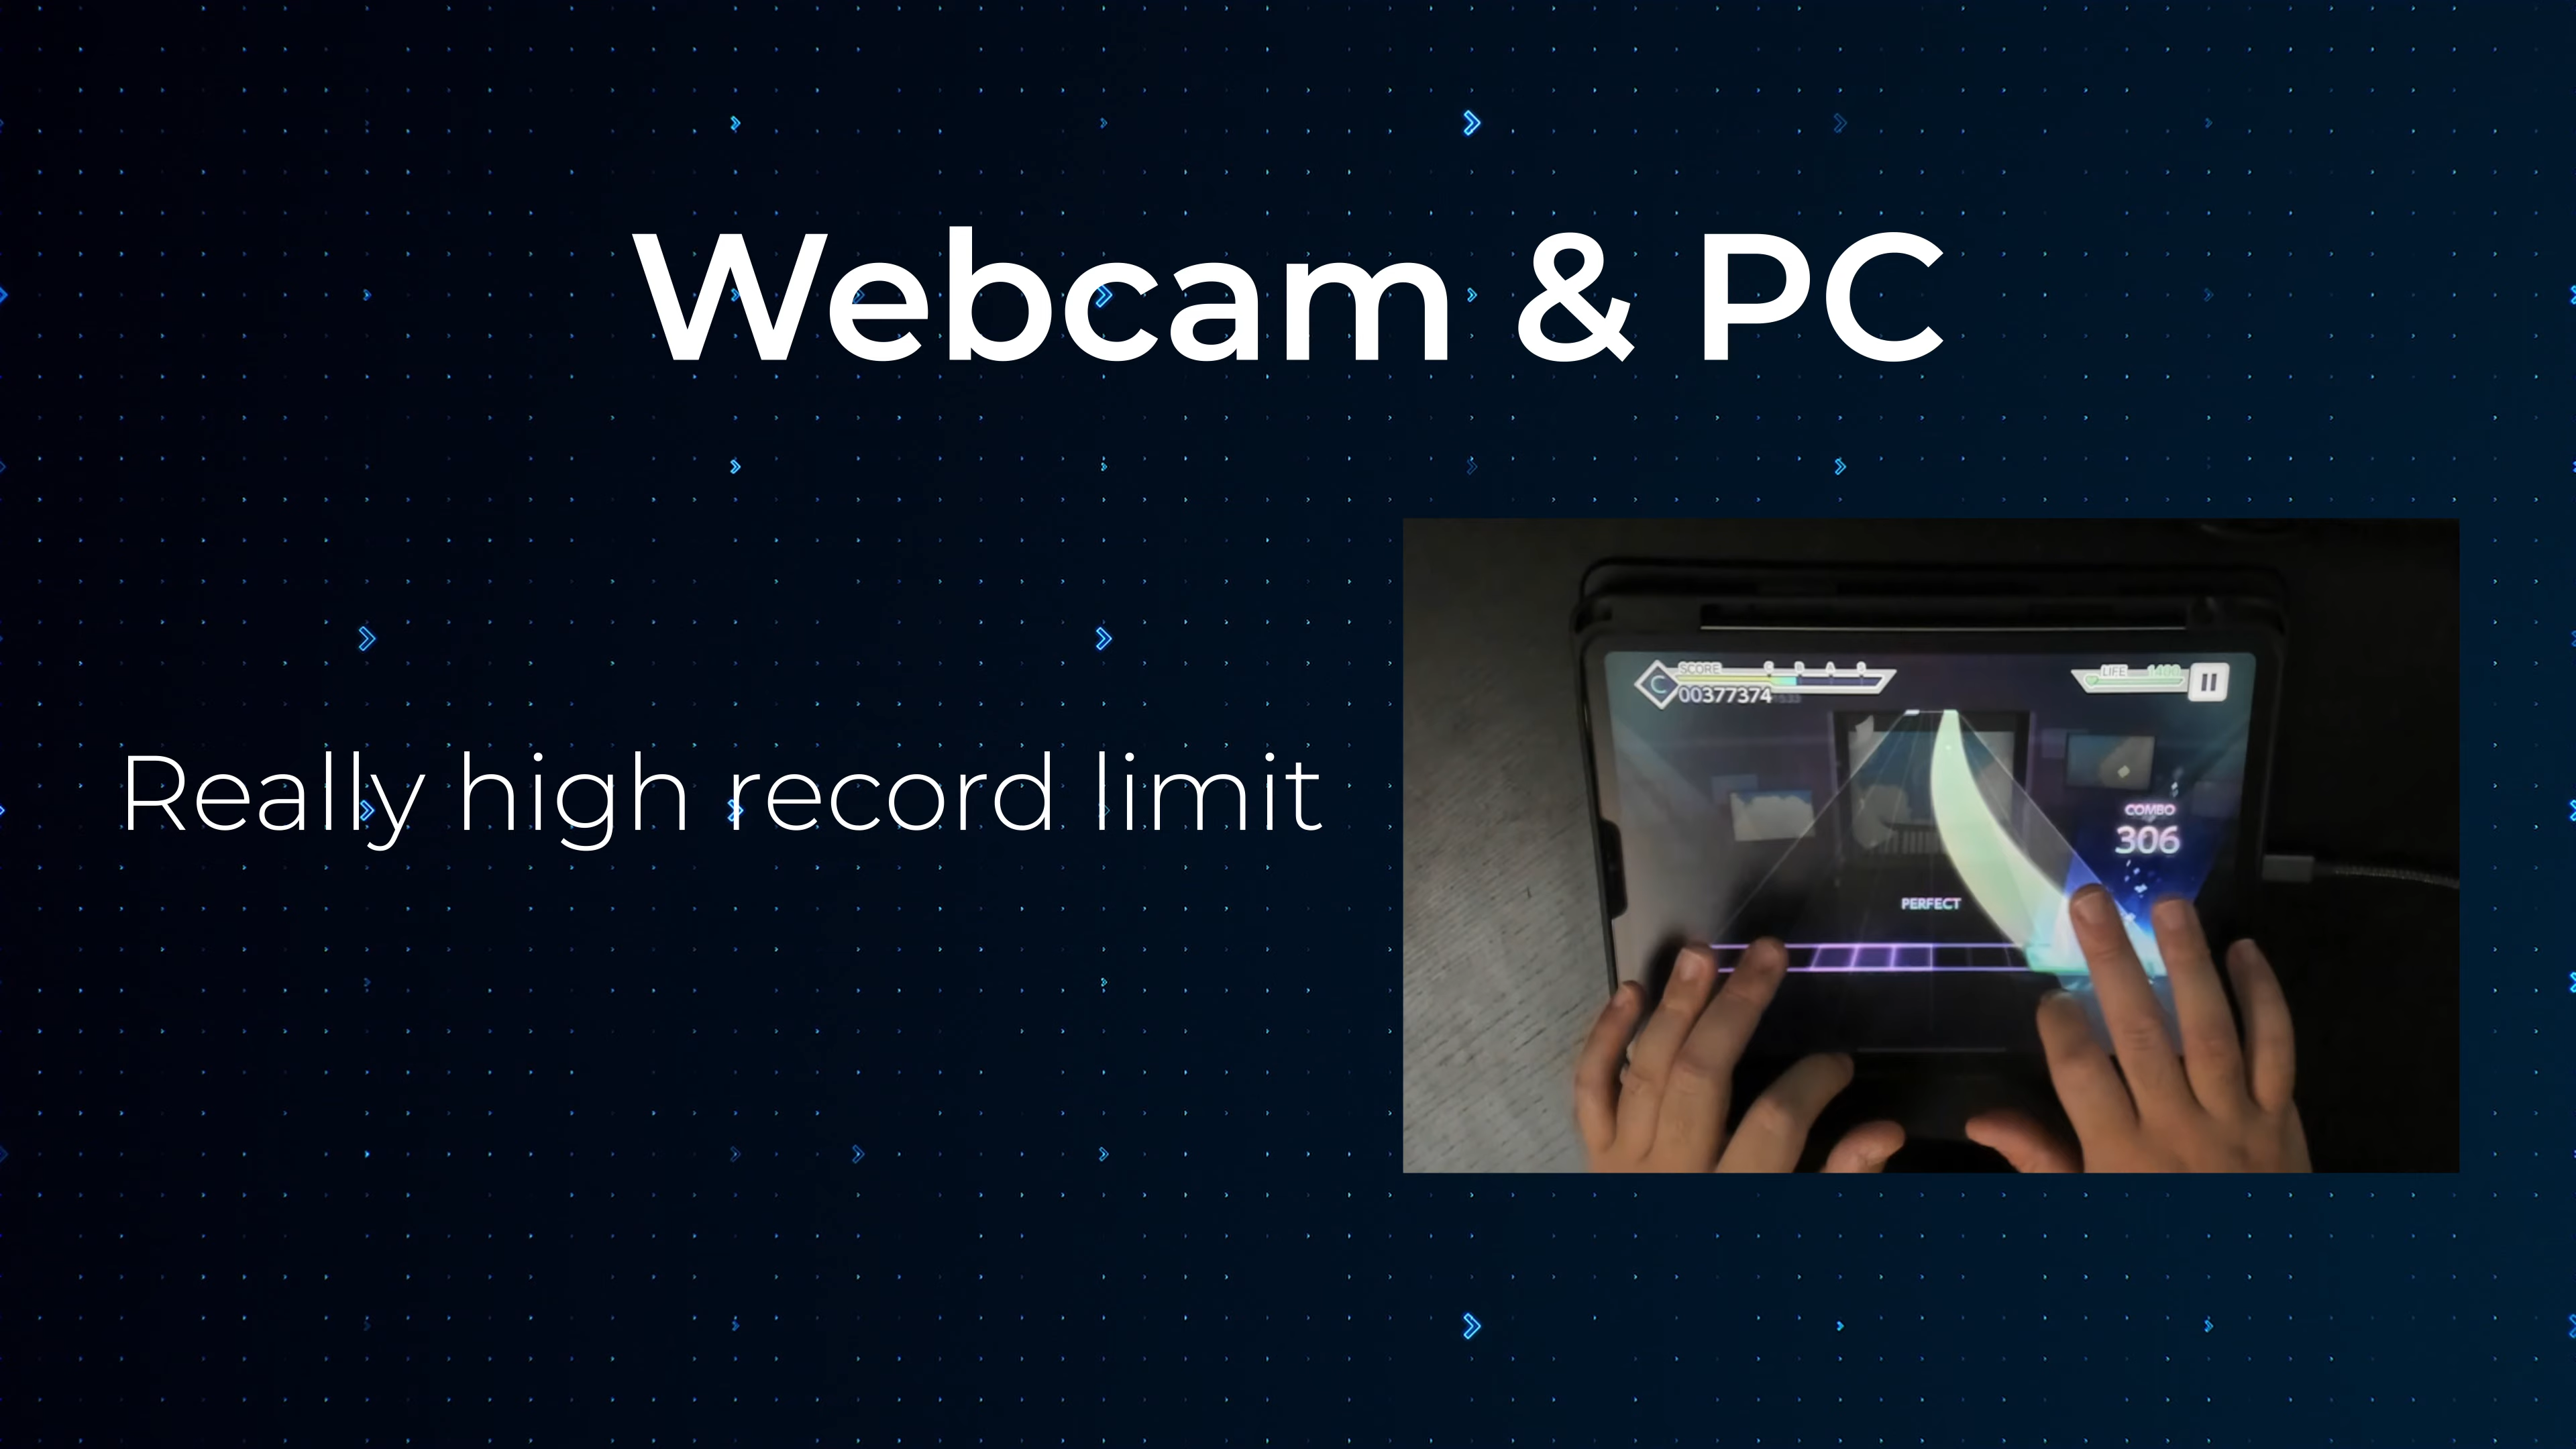 Webcam & PC
Really high record limit
SCORE
C B A S
C
00377374
LIFE
COMBO
306
PERFECT